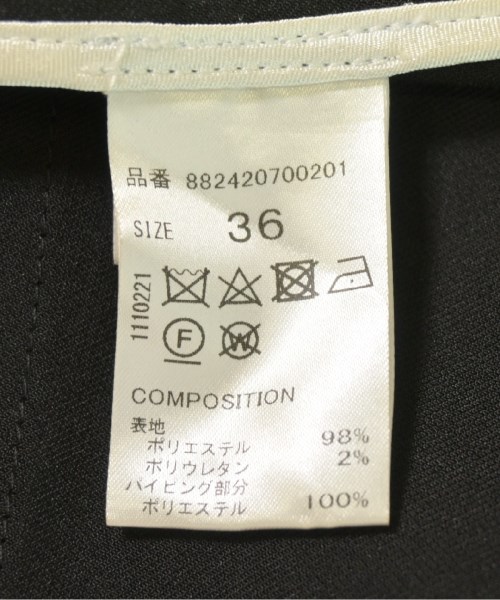 品番 882420700201
SIZE 36
1110221
F W
COMPOSITION
表地
ポリエステル 98%
ポリウレタン 2%
パイピング部分
ポリエステル 100%